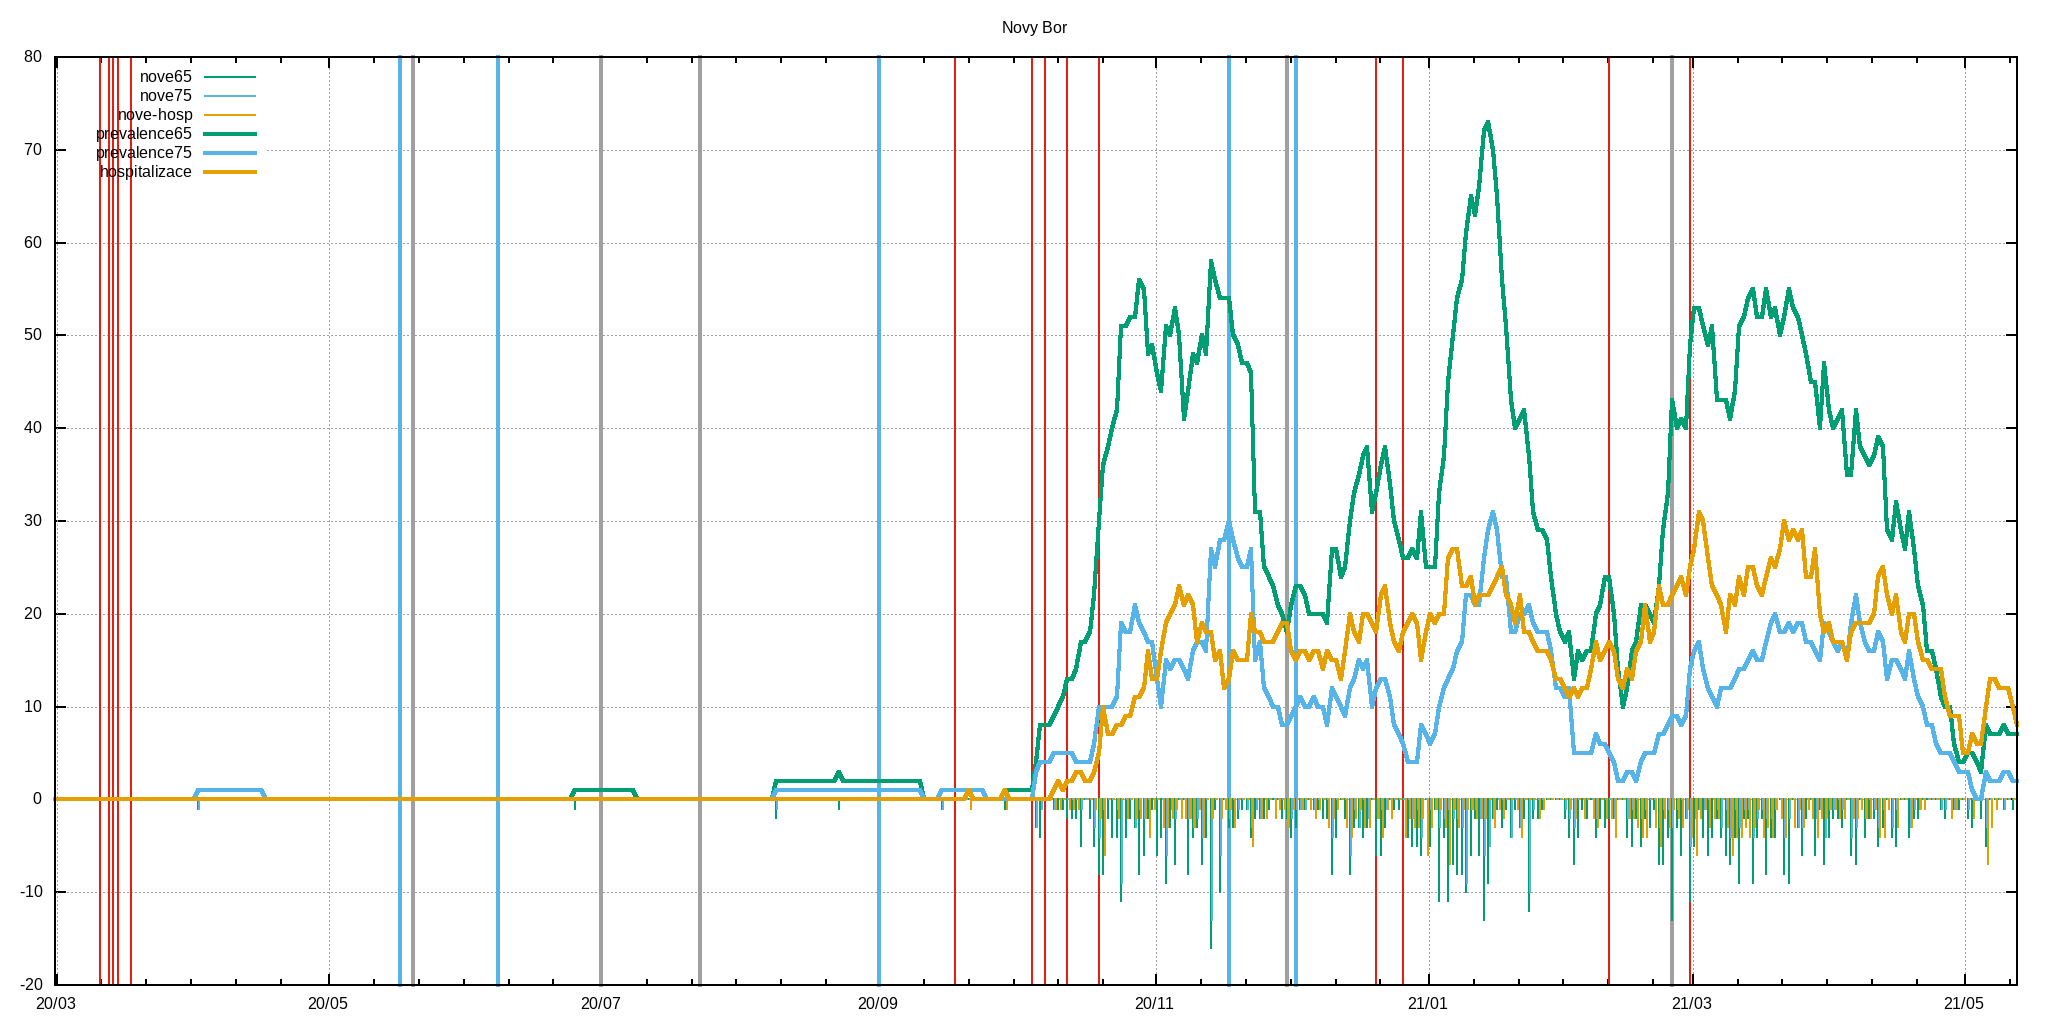 Novy Bor
80
nove65
nove75
nove-hosp
prevalence65
prevalence75
hospitalizace
70
60
50
40
30
20
10
0
-10
-20
20/03 20/05 20/07 20/09 20/11 21/01 21/03 21/05